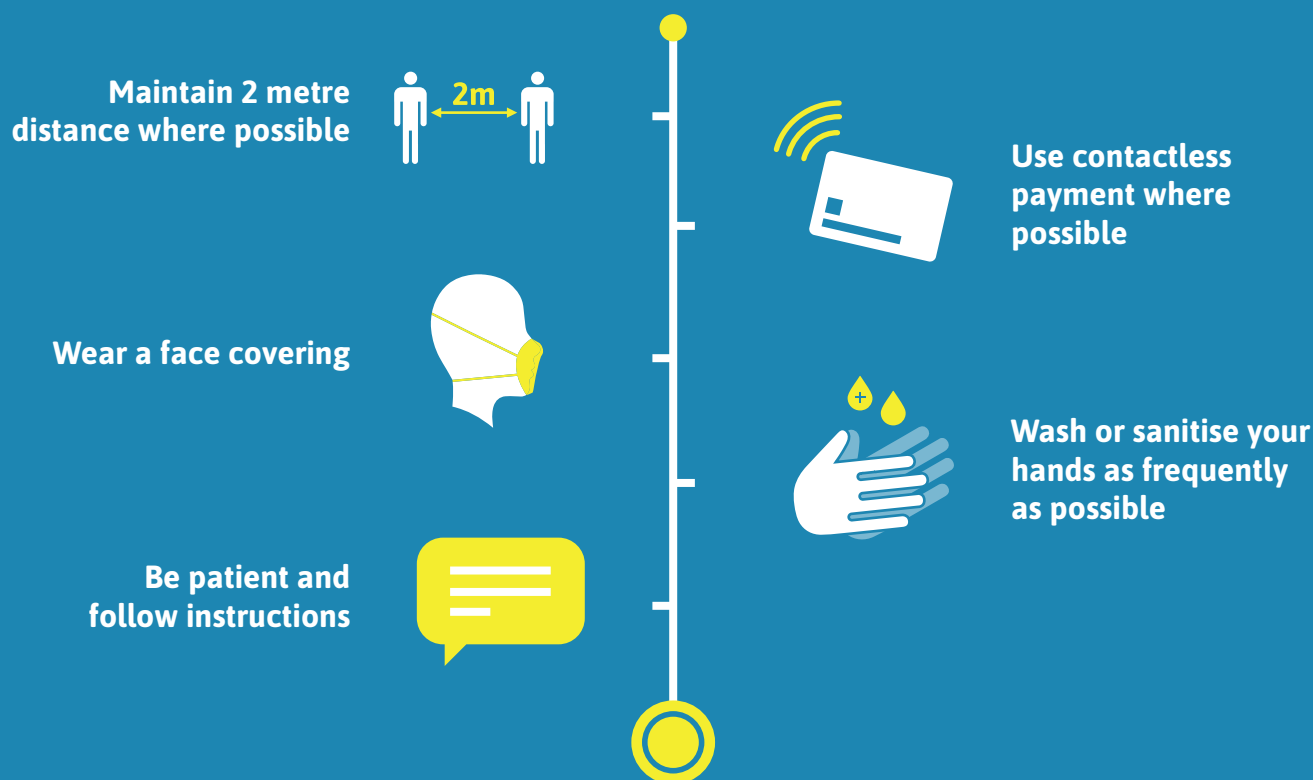 Maintain 2 metre
distance where possible
2m
Use contactless
payment where
possible
Wear a face covering
Wash or sanitise your
hands as frequently
as possible
Be patient and
follow instructions